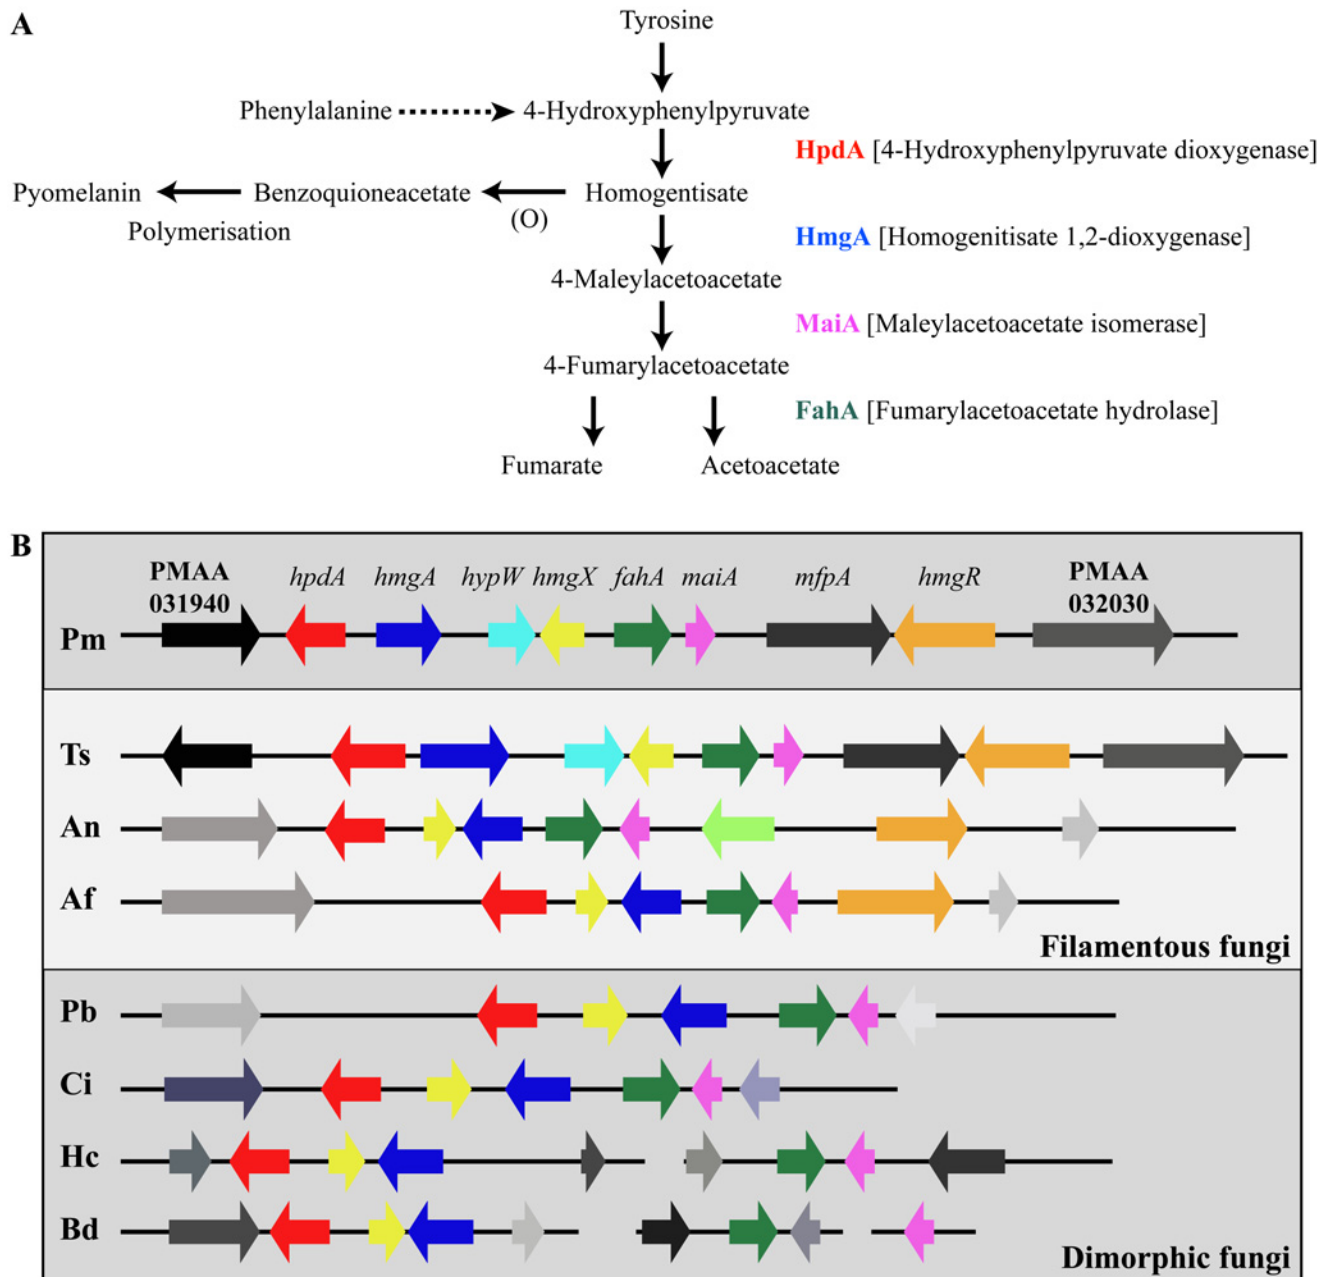 A
Tyrosine
Phenylalanine 4-Hydroxyphenylpyruvate
HpdA [4-Hydroxyphenylpyruvate dioxygenase]
Pyomelanin Benzoquioneacetate Homogentisate
(O)
Polymerisation
HmgA [Homogenitisate 1,2-dioxygenase]
4-Maleylacetoacetate
MaiA [Maleylacetoacetate isomerase]
4-Fumarylacetoacetate
FahA [Fumarylacetoacetate hydrolase]
Fumarate Acetoacetate
B
PMAA hpdA hmgA hypW hmgX fahA maiA mfpA hmgR PMAA
031940 032030
Pm
Ts
An
Af
Filamentous fungi
Pb
Ci
Hc
Bd
Dimorphic fungi